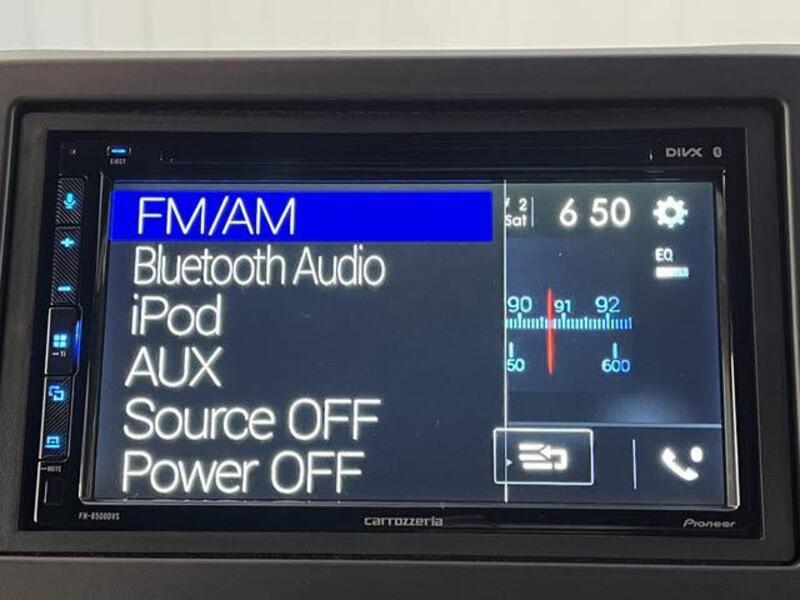 EJECT
DIVX
FM/AM
Bluetooth Audio
iPod
AUX
Source OFF
Power OFF
2
Sat
6 50
EQ
90 91 92
50 600
MUTE
FH-8500DVS
carrozzeria
Pioneer